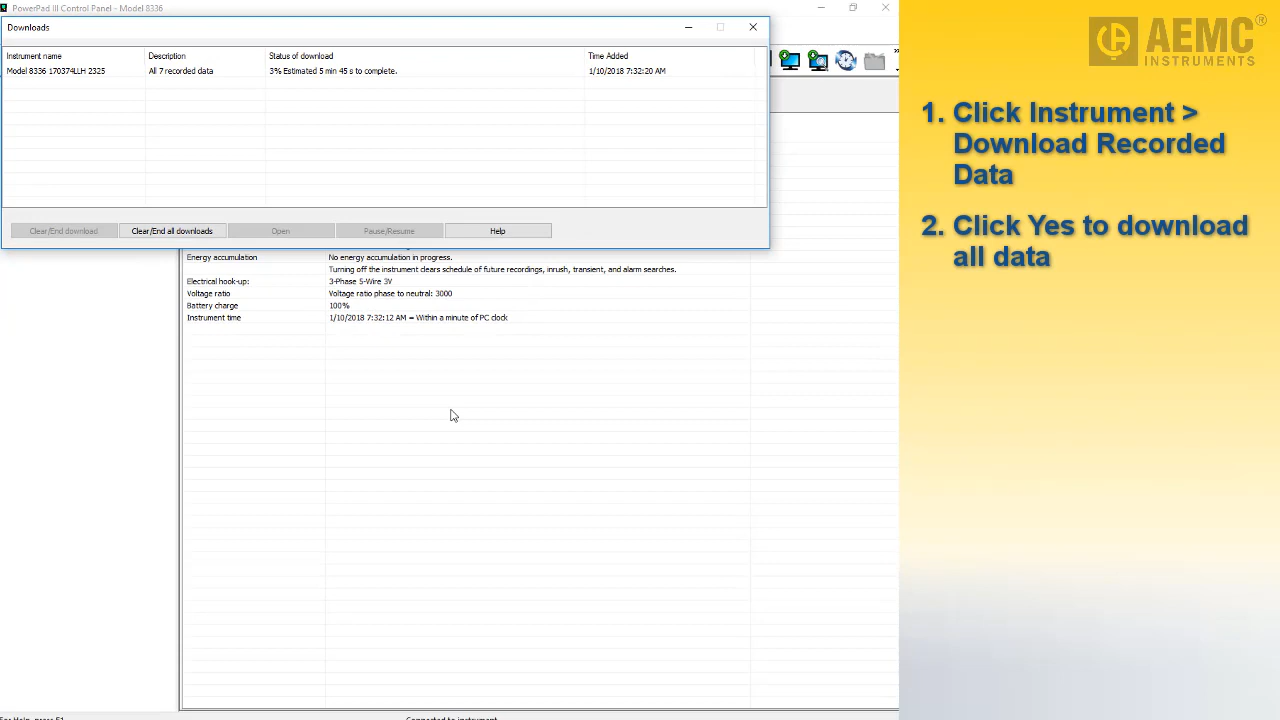 PowerPad III Control Panel - Model 8336
Downloads
Instrument name Description Status of download Time Added
Model 8336 170374LLH 2323 All 7 recorded data 3% Estimated 5 min 45 s to complete. 1/10/2018 7:32:20 AM
Clear/End download Clear/End all downloads Open Pause/Resume Help
Energy accumulation No energy accumulation in progress.
Turning off the instrument clears schedule of future recordings, inrush, transient, and alarm searches.
Electrical hook-up: 3-Phase 5-Wire 3V
Voltage ratio Voltage ratio phase to neutral: 3000
Battery charge 100%
Instrument time 1/10/2018 7:32:12 AM = Within a minute of PC clock
For Help, press F1 Connected to instrument
AEMC®
INSTRUMENTS
1. Click Instrument >
Download Recorded
Data
2. Click Yes to download
all data